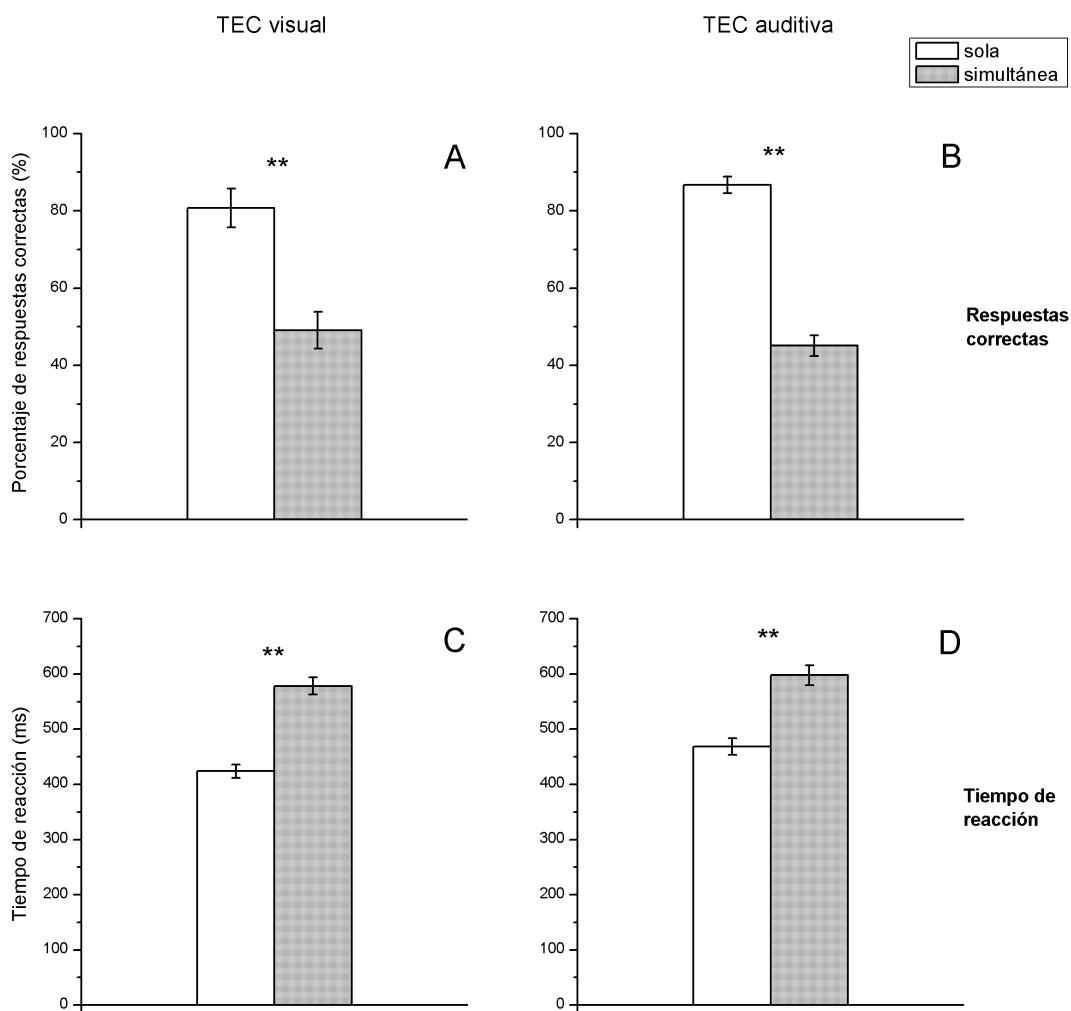 TEC visual
TEC auditiva
sola
simultánea
Porcentaje de respuestas correctas (%)
100
80
60
40
20
0
**
A
100
80
60
40
20
0
**
B
Respuestas
correctas
Tiempo de reacción (ms)
700
600
500
400
300
200
100
0
**
C
700
600
500
400
300
200
100
0
**
D
Tiempo de
reacción